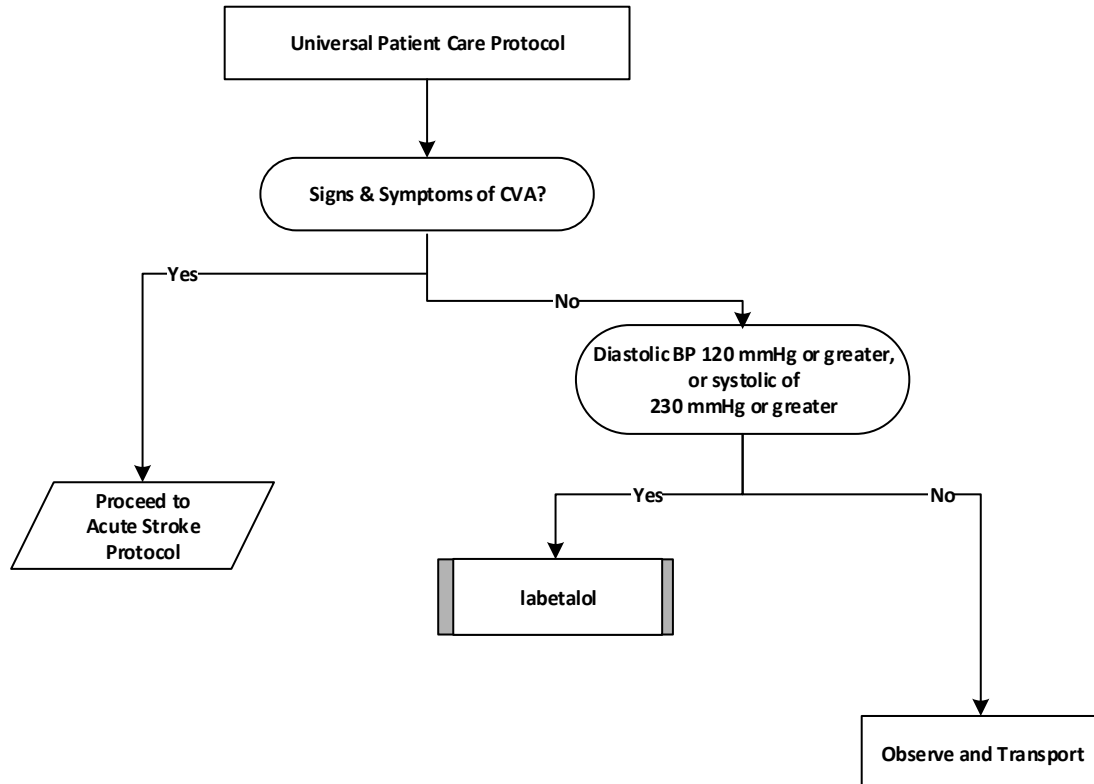 Universal Patient Care Protocol
Signs & Symptoms of CVA?
Yes
No
Diastolic BP 120 mmHg or greater,
or systolic of
230 mmHg or greater
Proceed to
Acute Stroke
Protocol
Yes
No
labetalol
Observe and Transport